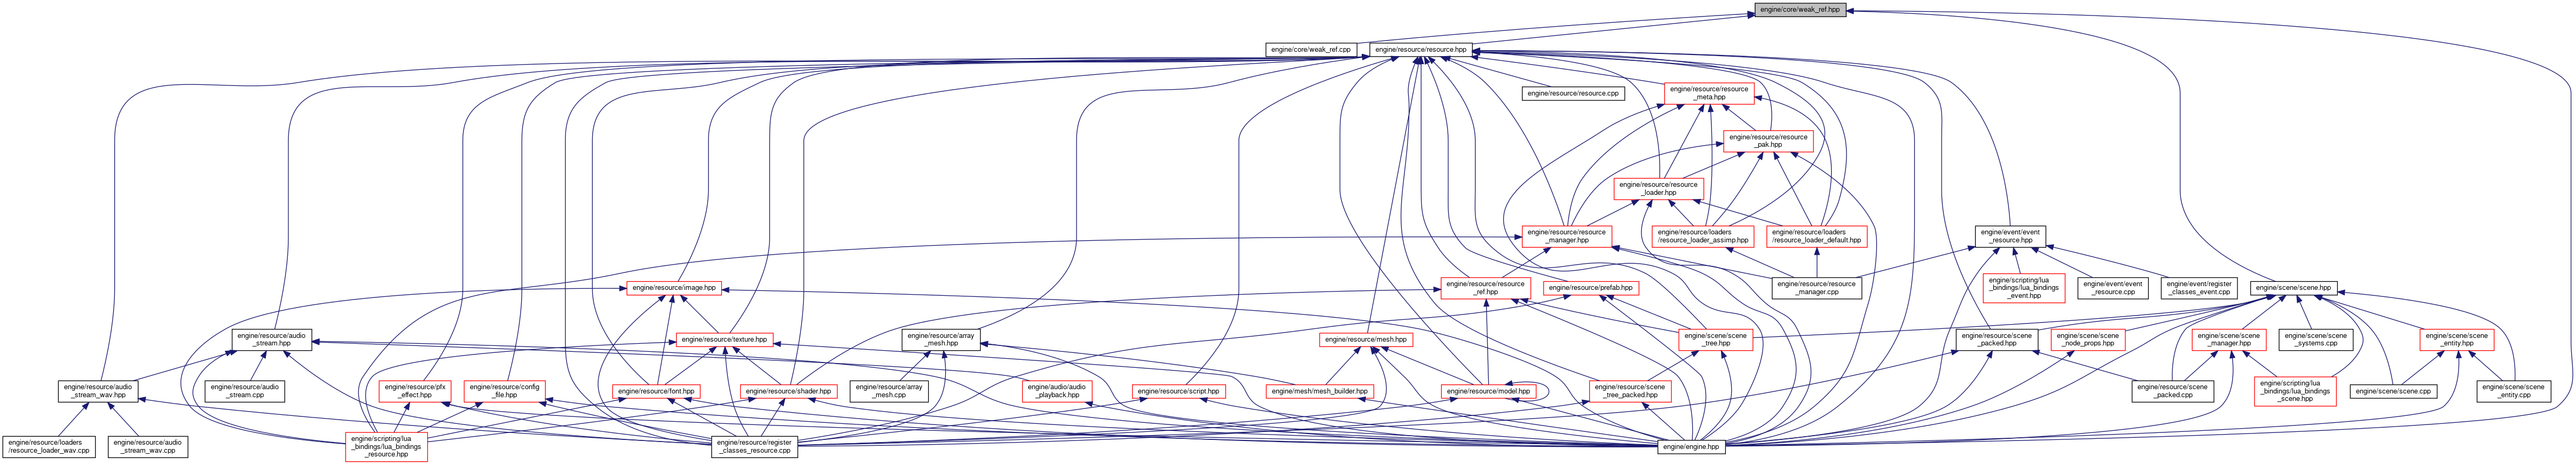 engine/core/weak_ref.hpp
engine/core/weak_ref.cpp
engine/resource/resource.hpp
engine/resource/resource
_meta.hpp
engine/resource/resource.cpp
engine/resource/resource
_pak.hpp
engine/resource/resource
_loader.hpp
engine/resource/resource
_manager.hpp
engine/resource/loaders
/resource_loader_assimp.hpp
engine/resource/loaders
/resource_loader_default.hpp
engine/event/event
_resource.hpp
engine/resource/image.hpp
engine/resource/resource
_ref.hpp
engine/resource/prefab.hpp
engine/resource/resource
_manager.cpp
engine/scripting/lua
_bindings/lua_bindings
_event.hpp
engine/event/event
_resource.cpp
engine/event/register
_classes_event.cpp
engine/scene/scene.hpp
engine/resource/audio
_stream.hpp
engine/resource/texture.hpp
engine/resource/array
_mesh.hpp
engine/resource/mesh.hpp
engine/scene/scene
_tree.hpp
engine/resource/scene
_packed.hpp
engine/scene/scene
_node_props.hpp
engine/scene/scene
_manager.hpp
engine/scene/scene
_systems.cpp
engine/scene/scene
_entity.hpp
engine/resource/audio
_stream_wav.hpp
engine/resource/audio
_stream.cpp
engine/resource/pfx
_effect.hpp
engine/resource/config
_file.hpp
engine/resource/font.hpp
engine/resource/shader.hpp
engine/resource/array
_mesh.cpp
engine/audio/audio
_playback.hpp
engine/resource/script.hpp
engine/mesh/mesh_builder.hpp
engine/resource/model.hpp
engine/resource/scene
_tree_packed.hpp
engine/resource/scene
_packed.cpp
engine/scripting/lua
_bindings/lua_bindings
_scene.hpp
engine/scene/scene.cpp
engine/scene/scene
_entity.cpp
engine/resource/loaders
/resource_loader_wav.cpp
engine/resource/audio
_stream_wav.cpp
engine/scripting/lua
_bindings/lua_bindings
_resource.hpp
engine/resource/register
_classes_resource.cpp
engine/engine.hpp